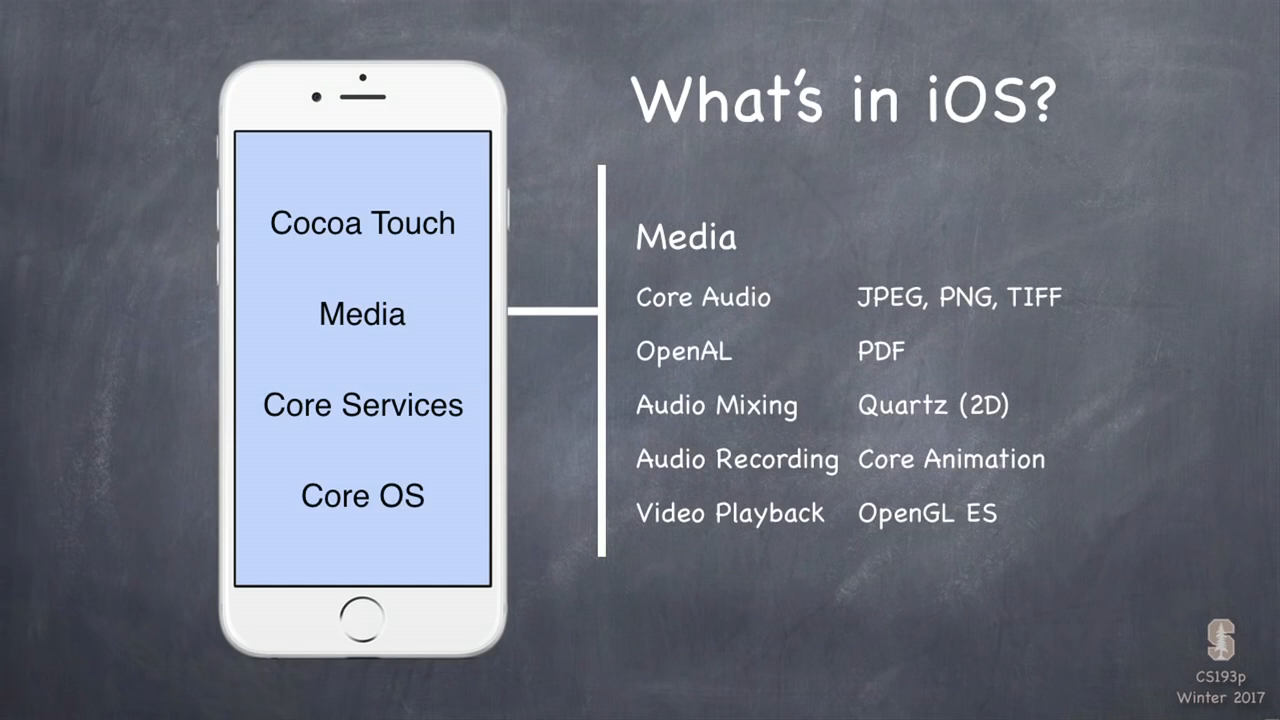 What's in iOS?
Cocoa Touch
Media
Core Services
Core OS
Media
Core Audio
OpenAL
Audio Mixing
Audio Recording
Video Playback
JPEG, PNG, TIFF
PDF
Quartz (2D)
Core Animation
OpenGL ES
S
CS193p
Winter 2017